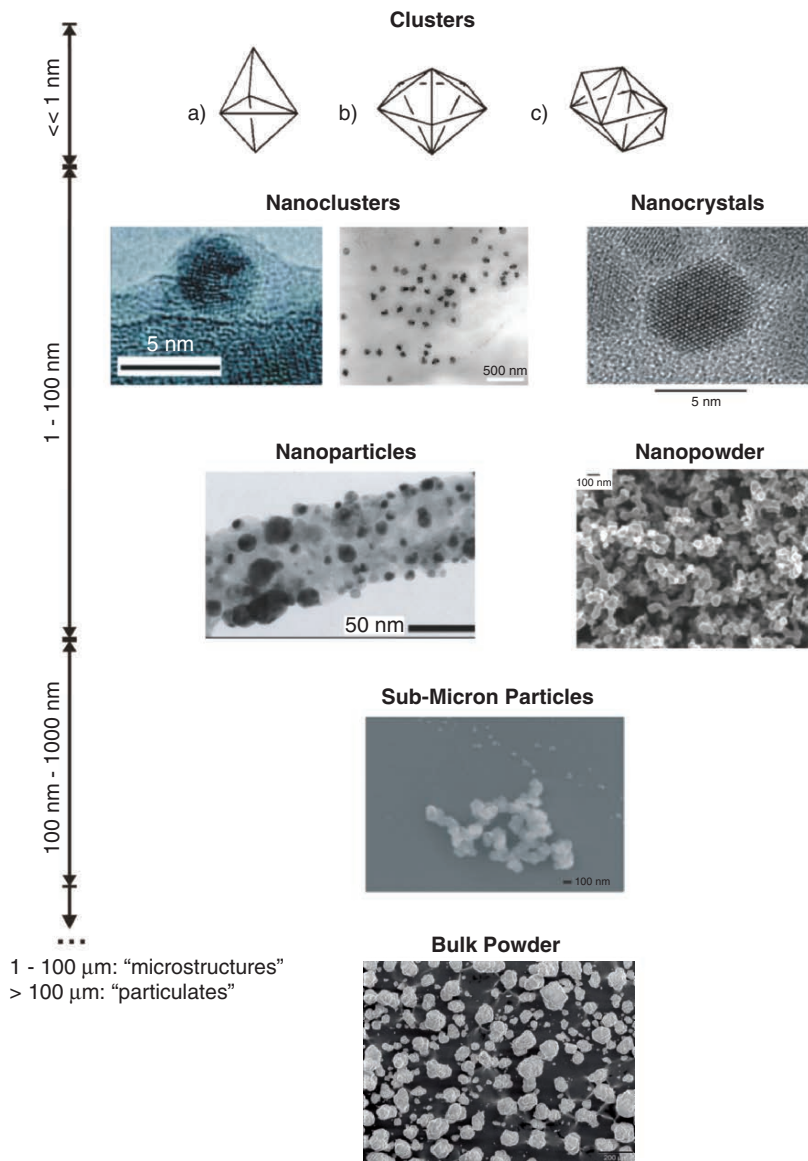 Clusters
<< 1 nm
a)
b)
c)
Nanoclusters
Nanocrystals
5 nm
500 nm
5 nm
1 - 100 nm
Nanoparticles
Nanopowder
100 nm
50 nm
Sub-Micron Particles
100 nm - 1000 nm
100 nm
1 - 100 μm: “microstructures”
> 100 μm: “particulates”
Bulk Powder
200 μm